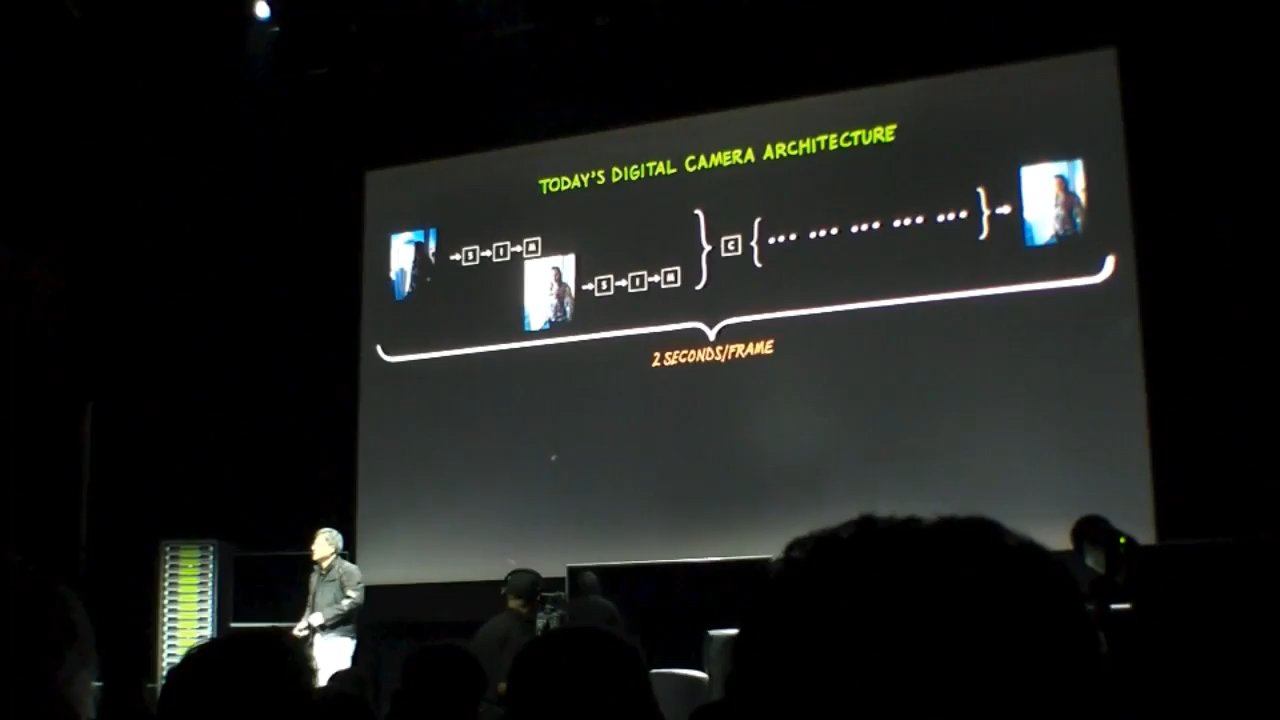 TODAY'S DIGITAL CAMERA ARCHITECTURE
S I M
S I M
C
2 SECONDS/FRAME